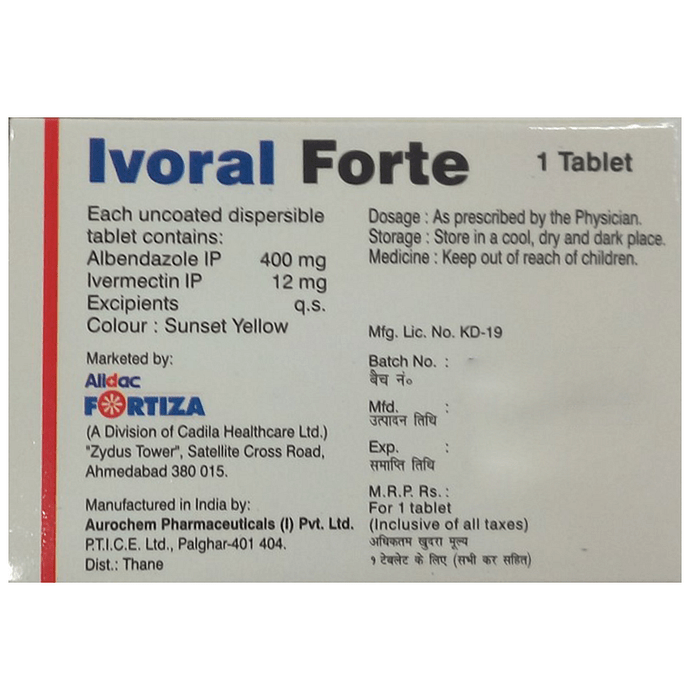 Ivoral Forte 1 Tablet
Each uncoated dispersible
tablet contains:
Albendazole IP 400 mg
Ivermectin IP 12 mg
Excipients q.s.
Colour : Sunset Yellow
Marketed by:
Alidac
FORTIZA
(A Division of Cadila Healthcare Ltd.)
"Zydus Tower", Satellite Cross Road,
Ahmedabad 380 015.
Manufactured in India by:
Aurochem Pharmaceuticals (I) Pvt. Ltd.
P.T.I.C.E. Ltd., Palghar-401 404.
Dist.: Thane
Dosage : As prescribed by the Physician.
Storage : Store in a cool, dry and dark place.
Medicine : Keep out of reach of children.
Mfg. Lic. No. KD-19
Batch No. :
बैच नं०
Mfd. :
उत्पादन तिथि
Exp. :
समाप्ति तिथि
M.R.P. Rs. :
For 1 tablet
(Inclusive of all taxes)
अधिकतम खुदरा मूल्य
१ टेबलेट के लिए (सभी कर सहित)